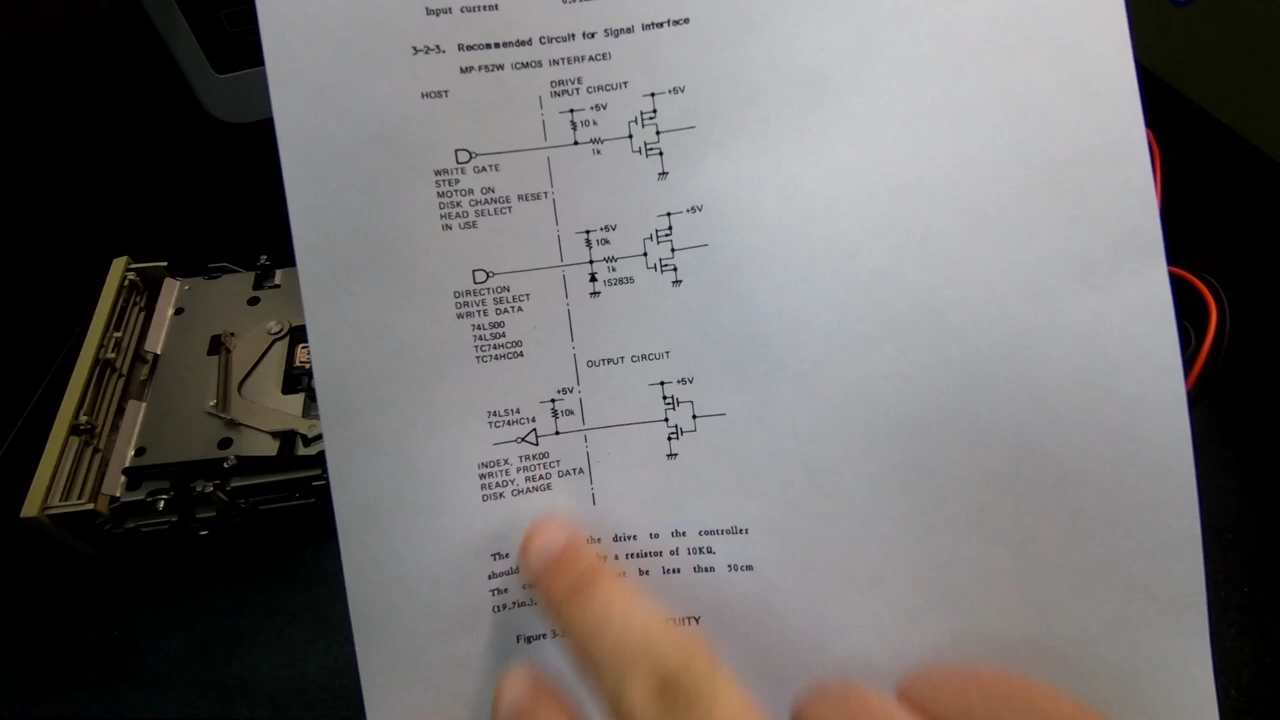 Input current
3-2-3. Recommended Circuit for Signal Interface
MP-F52W (CMOS INTERFACE)
HOST
DRIVE
INPUT CIRCUIT
+5V
+5V
10 k
1k
WRITE GATE
STEP
MOTOR ON
DISK CHANGE RESET
HEAD SELECT
IN USE
+5V
+5V
10k
1k
1S2835
DIRECTION
DRIVE SELECT
WRITE DATA
74LS00
74LS04
TC74HC00
TC74HC04
OUTPUT CIRCUIT
+5V
+5V
10k
74LS14
TC74HC14
INDEX, TRK00
WRITE PROTECT
READY, READ DATA
DISK CHANGE
The the drive to the controller
should by a resistor of 10KΩ.
The be less than 50cm
(19.7in.).
Figure